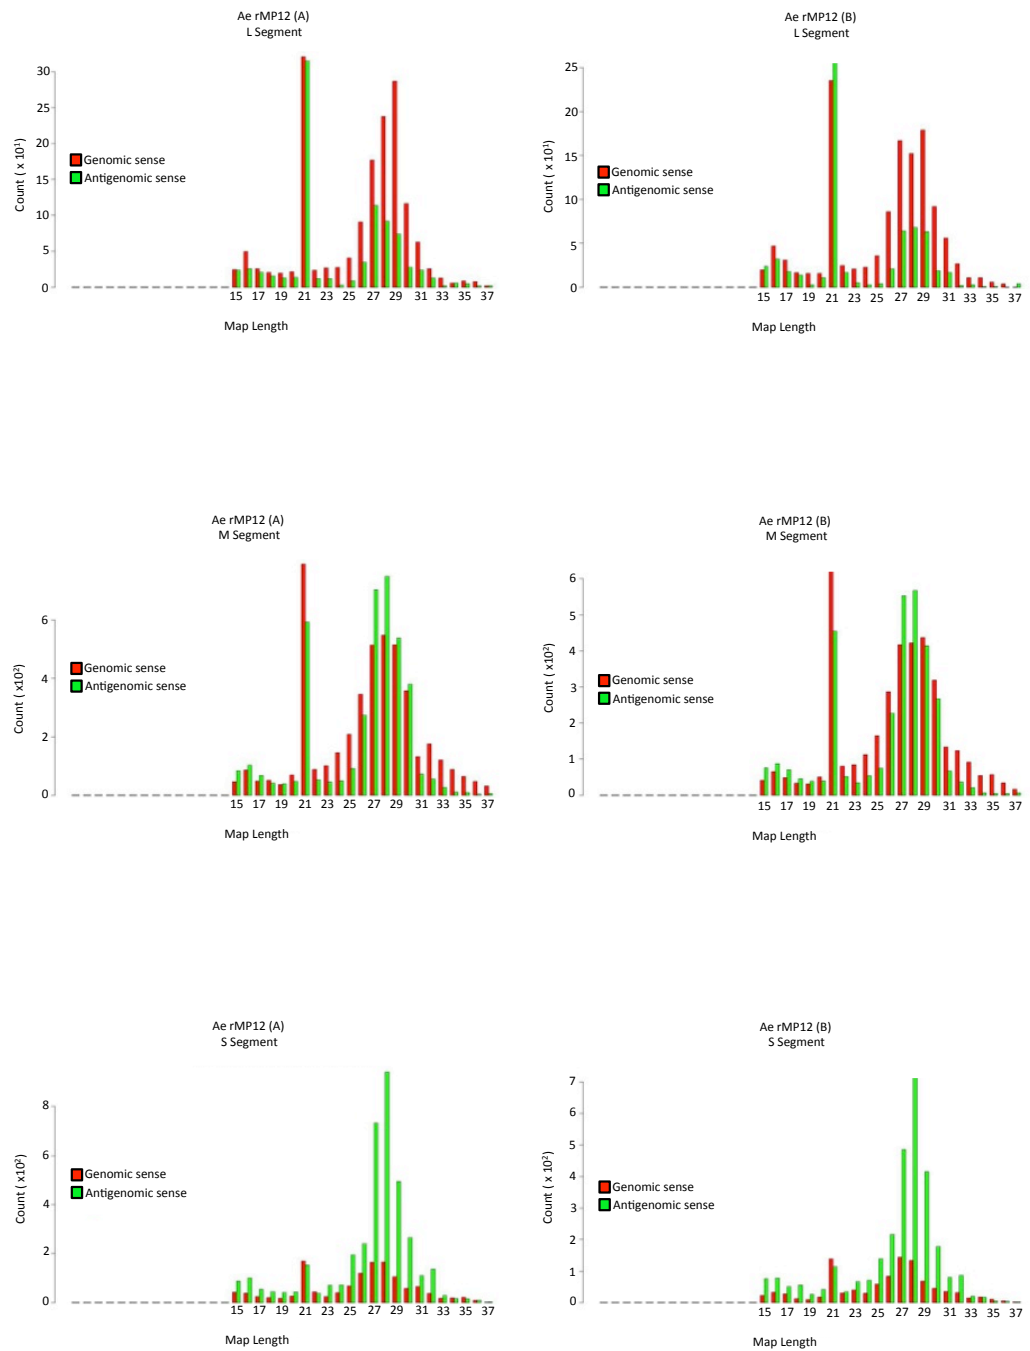 Ae rMP12 (A)
L Segment
30
25
20
15
10
5
0
Count ( x 10¹)
Genomic sense
Antigenomic sense
15 17 19 21 23 25 27 29 31 33 35 37
Map Length
Ae rMP12 (B)
L Segment
25
20
15
10
5
0
Count ( x 10¹)
Genomic sense
Antigenomic sense
15 17 19 21 23 25 27 29 31 33 35 37
Map Length
Ae rMP12 (A)
M Segment
6
4
2
0
Count ( x10²)
Genomic sense
Antigenomic sense
15 17 19 21 23 25 27 29 31 33 35 37
Map Length
Ae rMP12 (B)
M Segment
6
5
4
3
2
1
0
Count ( x10²)
Genomic sense
Antigenomic sense
15 17 19 21 23 25 27 29 31 33 35 37
Map Length
Ae rMP12 (A)
S Segment
8
6
4
2
0
Count ( x10²)
Genomic sense
Antigenomic sense
15 17 19 21 23 25 27 29 31 33 35 37
Map Length
Ae rMP12 (B)
S Segment
7
6
5
4
3
2
1
0
Count ( x 10²)
Genomic sense
Antigenomic sense
15 17 19 21 23 25 27 29 31 33 35 37
Map Length